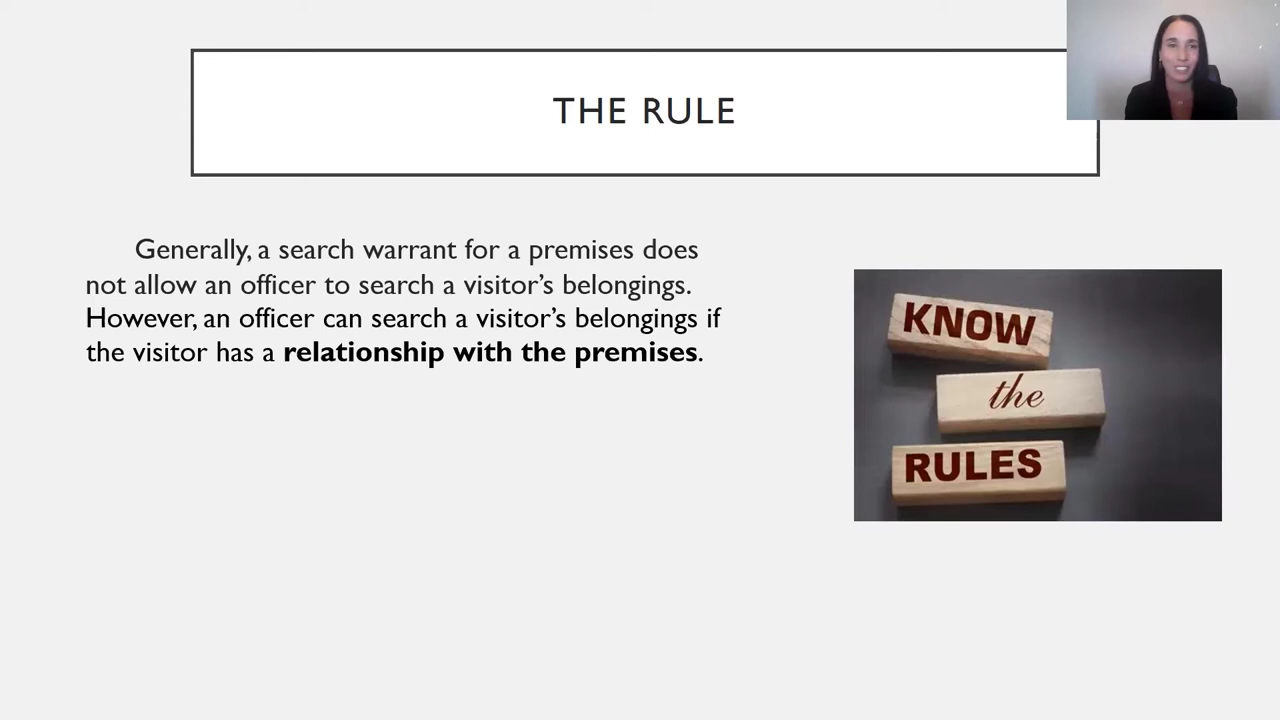 THE RULE
Generally, a search warrant for a premises does
not allow an officer to search a visitor’s belongings.
However, an officer can search a visitor’s belongings if
the visitor has a relationship with the premises.
KNOW
the
RULES